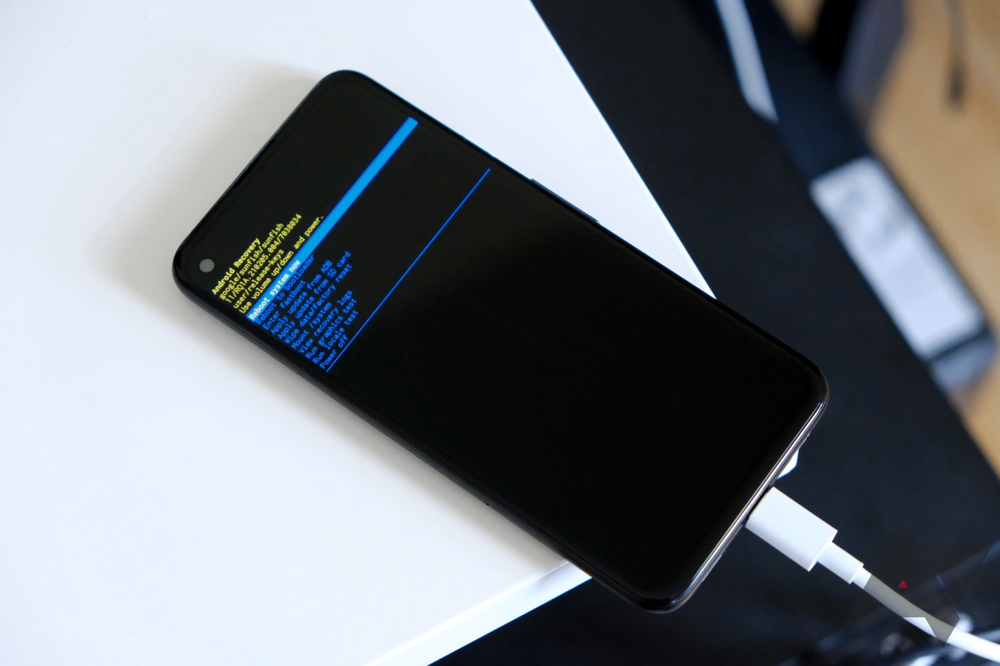 Android Recovery
google/sunfish/sunfish
11/RQ1A.210205.004/7038034
user/release-keys
Use volume up/down and power.
Reboot system now
Reboot to bootloader
Enter fastboot
Apply update from ADB
Apply update from SD card
Wipe data/factory reset
Mount /system
View recovery logs
Run graphics test
Run locale test
Power off